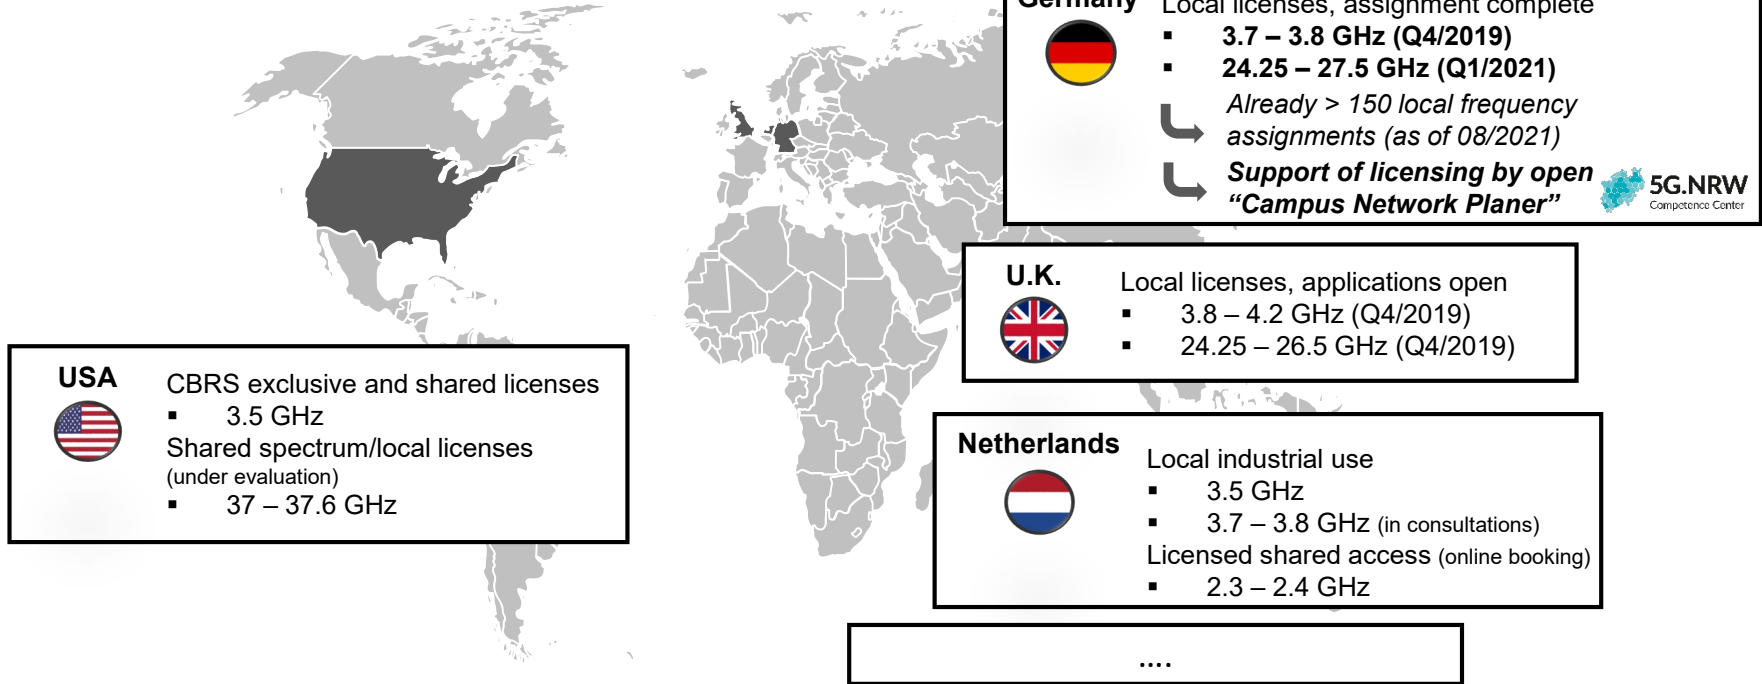 Germany
Local licenses, assignment complete
▪ 3.7 – 3.8 GHz (Q4/2019)
▪ 24.25 – 27.5 GHz (Q1/2021)
Already > 150 local frequency
assignments (as of 08/2021)
Support of licensing by open
“Campus Network Planer”
5G.NRW
Competence Center
U.K.
Local licenses, applications open
▪ 3.8 – 4.2 GHz (Q4/2019)
▪ 24.25 – 26.5 GHz (Q4/2019)
USA
CBRS exclusive and shared licenses
▪ 3.5 GHz
Shared spectrum/local licenses
(under evaluation)
▪ 37 – 37.6 GHz
Netherlands
Local industrial use
▪ 3.5 GHz
▪ 3.7 – 3.8 GHz (in consultations)
Licensed shared access (online booking)
▪ 2.3 – 2.4 GHz
....